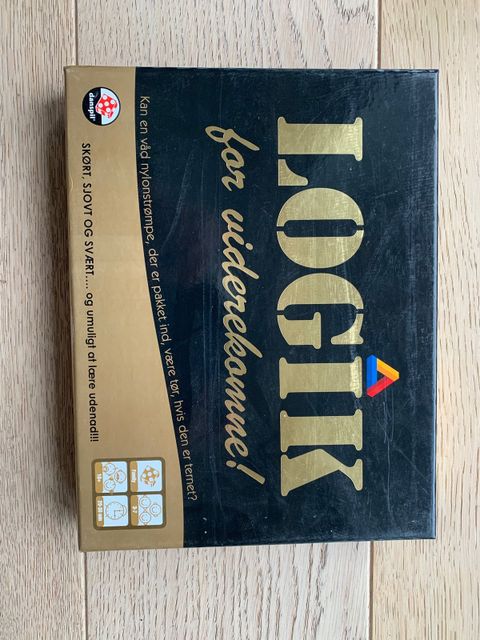 LOGIK
for viderekomne!
Kan en våd nylonstrømpe, der er pakket ind, være tør, hvis den er ternet?
danspil
SKØRT, SJOVT OG SVÆRT.... og umuligt at lære udenad!!!